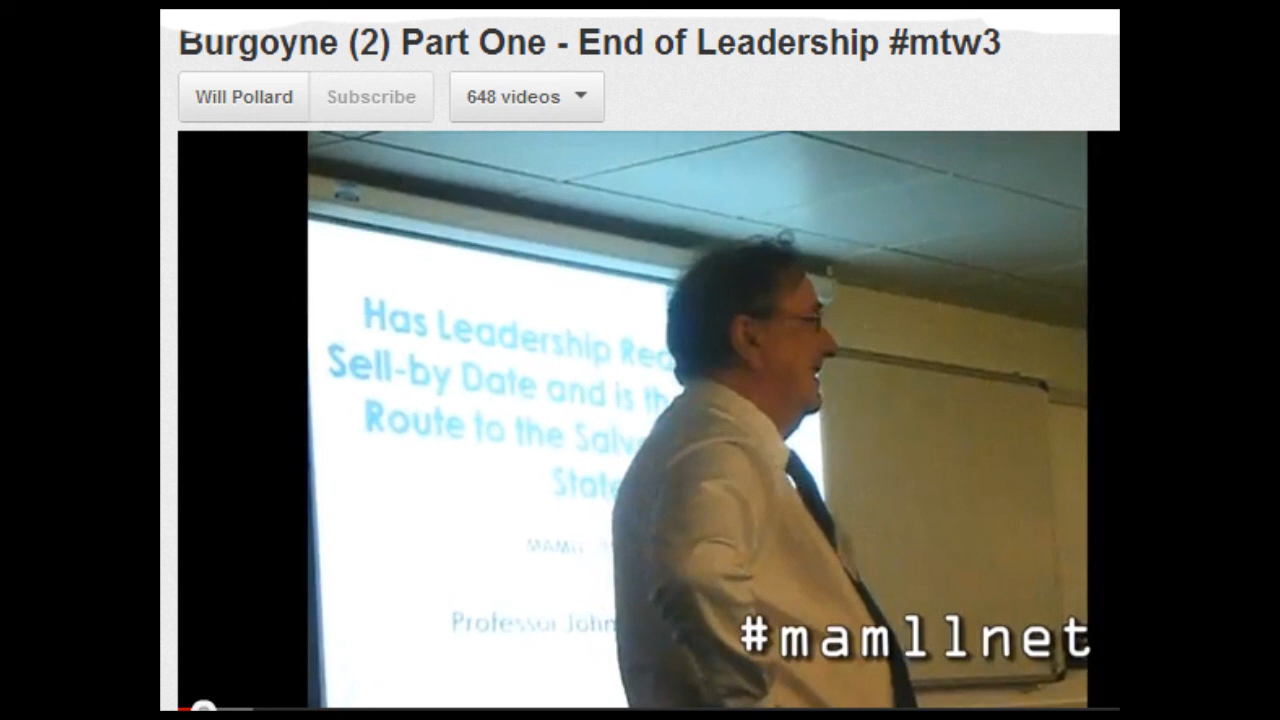 Burgoyne (2) Part One - End of Leadership #mtw3
Will Pollard
Subscribe
648 videos
Has Leadership
Sell-by Date and is
Route to the
Professor John
#mamllnet